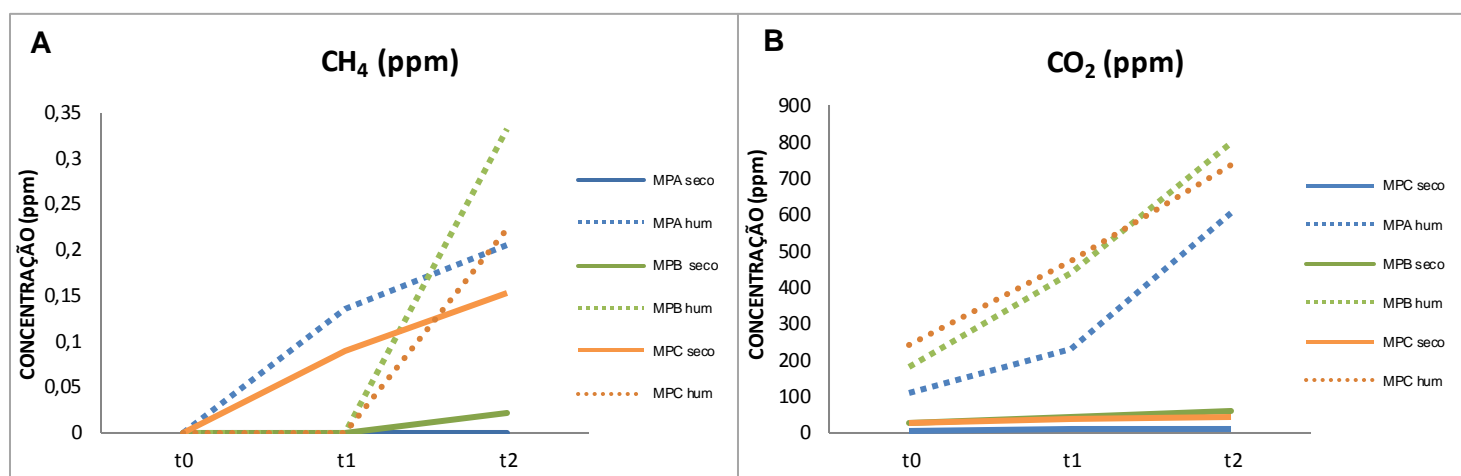 A
CH₄ (ppm)
CONCENTRAÇÃO (ppm)
0,35
0,3
0,25
0,2
0,15
0,1
0,05
0
t0 t1 t2
MPA seco
MPA hum
MPB seco
MPB hum
MPC seco
MPC hum
B
CO₂ (ppm)
CONCENTRAÇÃO (ppm)
900
800
700
600
500
400
300
200
100
0
t0 t1 t2
MPC seco
MPA hum
MPB seco
MPB hum
MPC seco
MPC hum